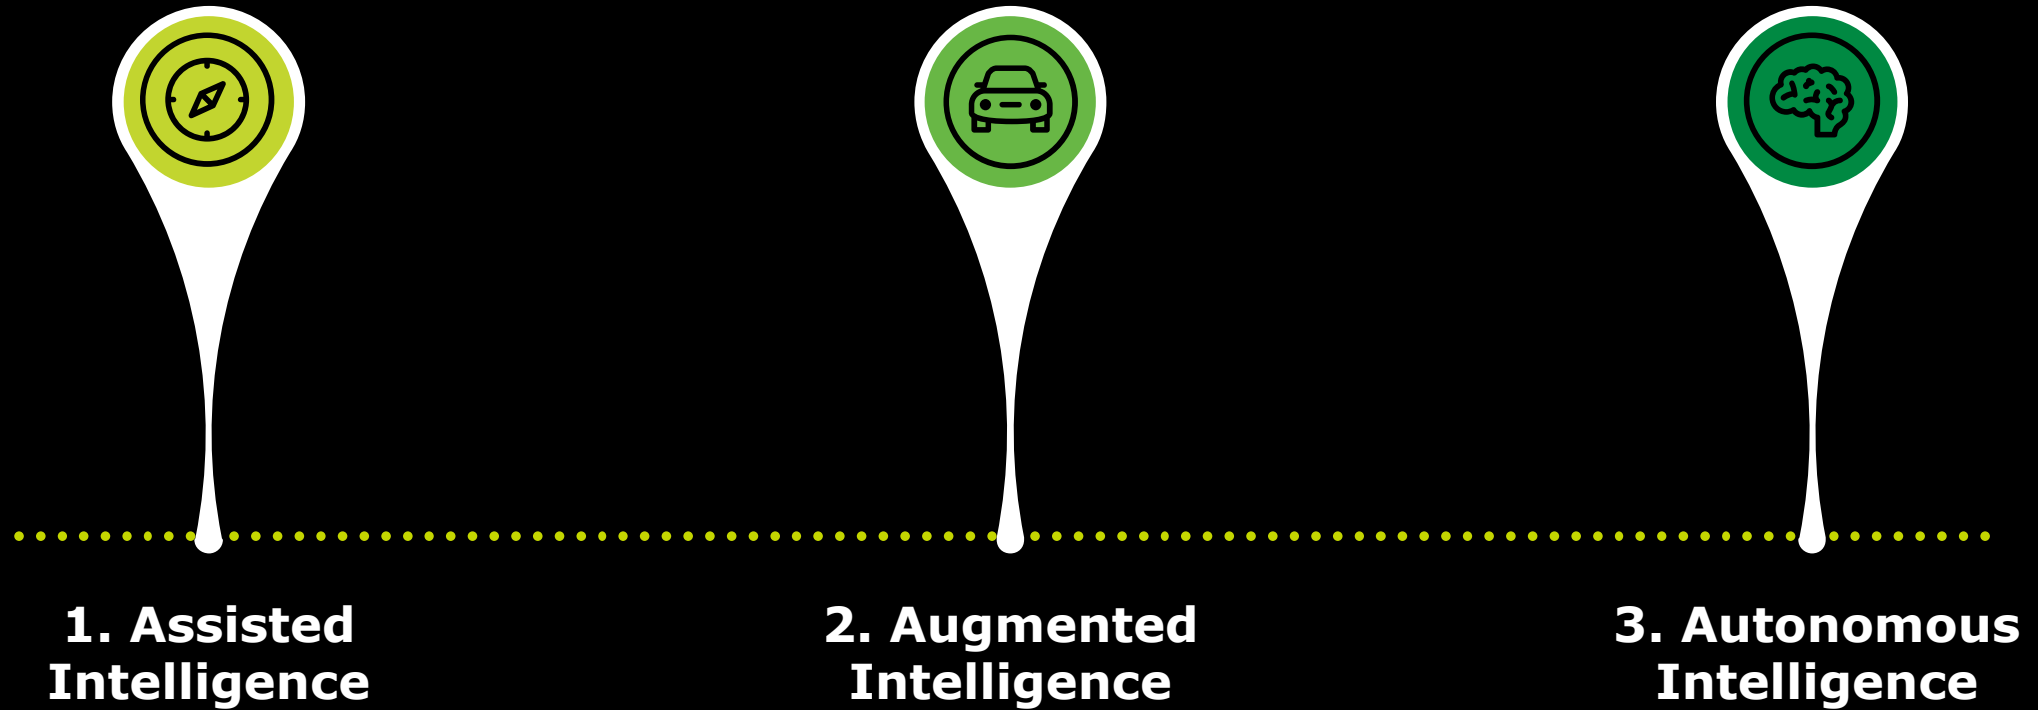 1. Assisted
Intelligence
2. Augmented
Intelligence
3. Autonomous
Intelligence